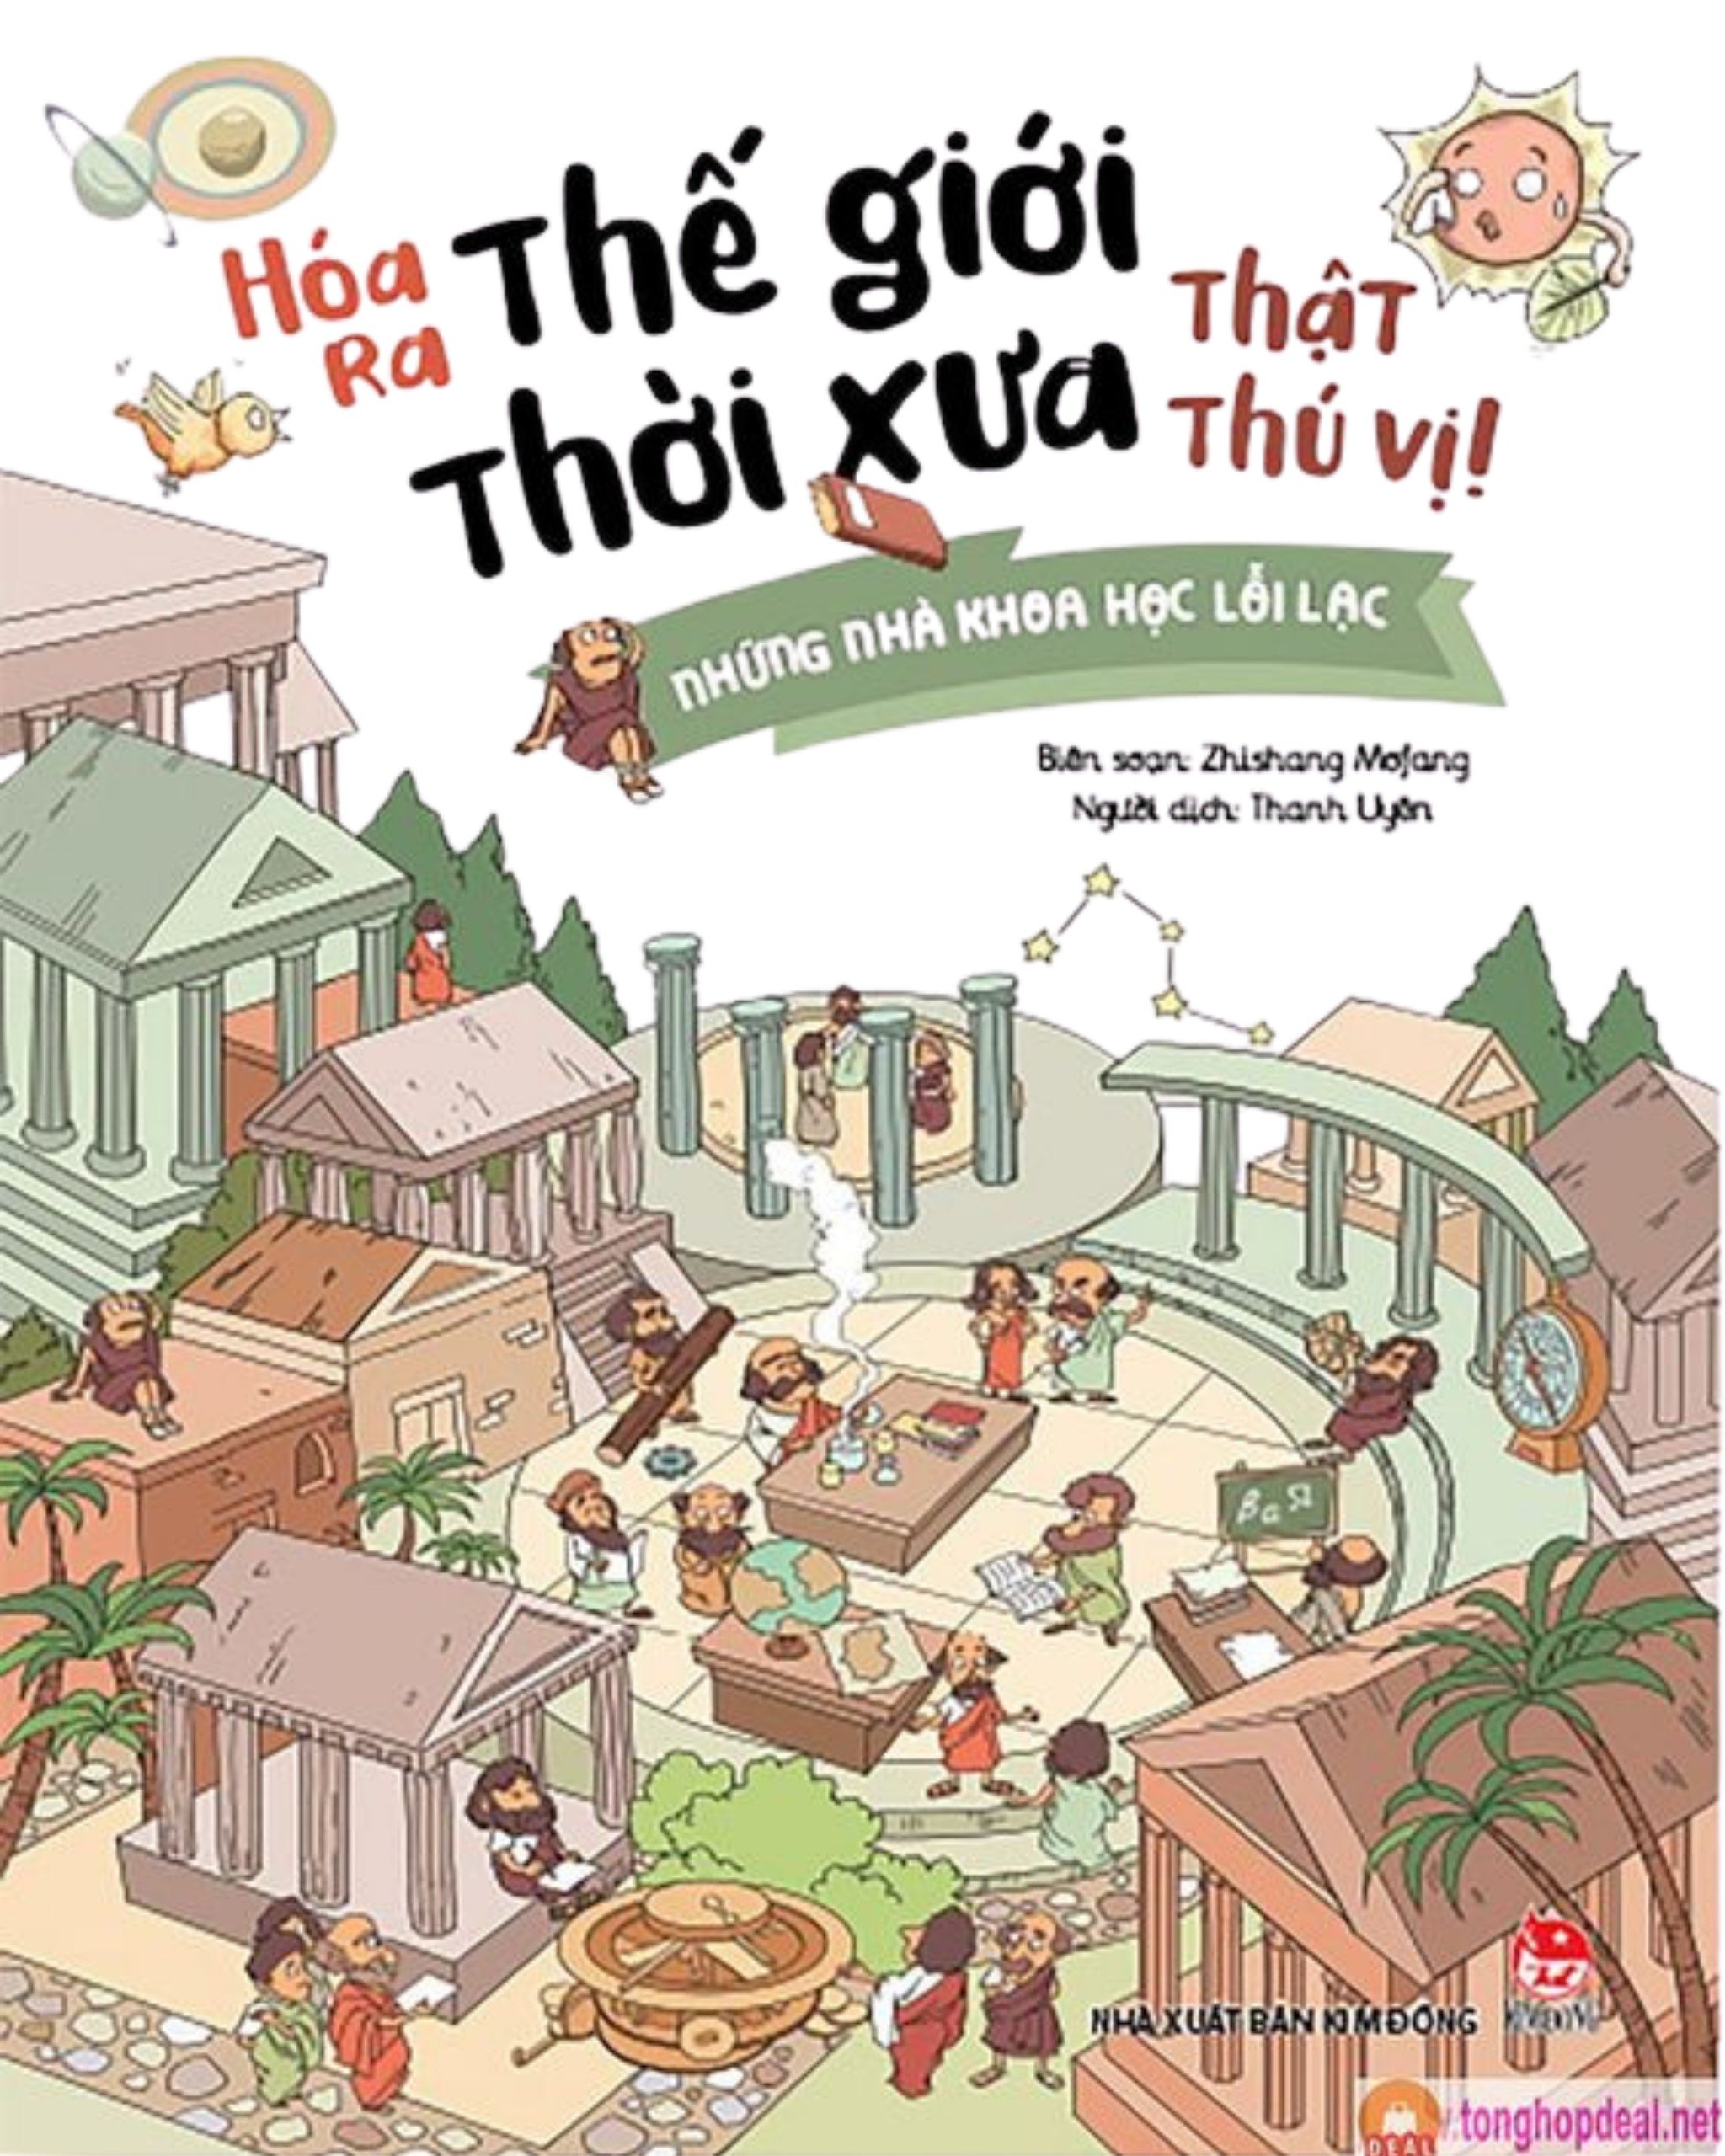 Hóa Ra
Thế giới
Thời xưa
Thật
Thú vị!
NHỮNG NHÀ KHOA HỌC LỖI LẠC
Biên soạn: Zhishang Mofang
Người dịch: Thanh Uyên
NHÀ XUẤT BẢN KIM ĐỒNG
DEAL
tonghopdeal.net